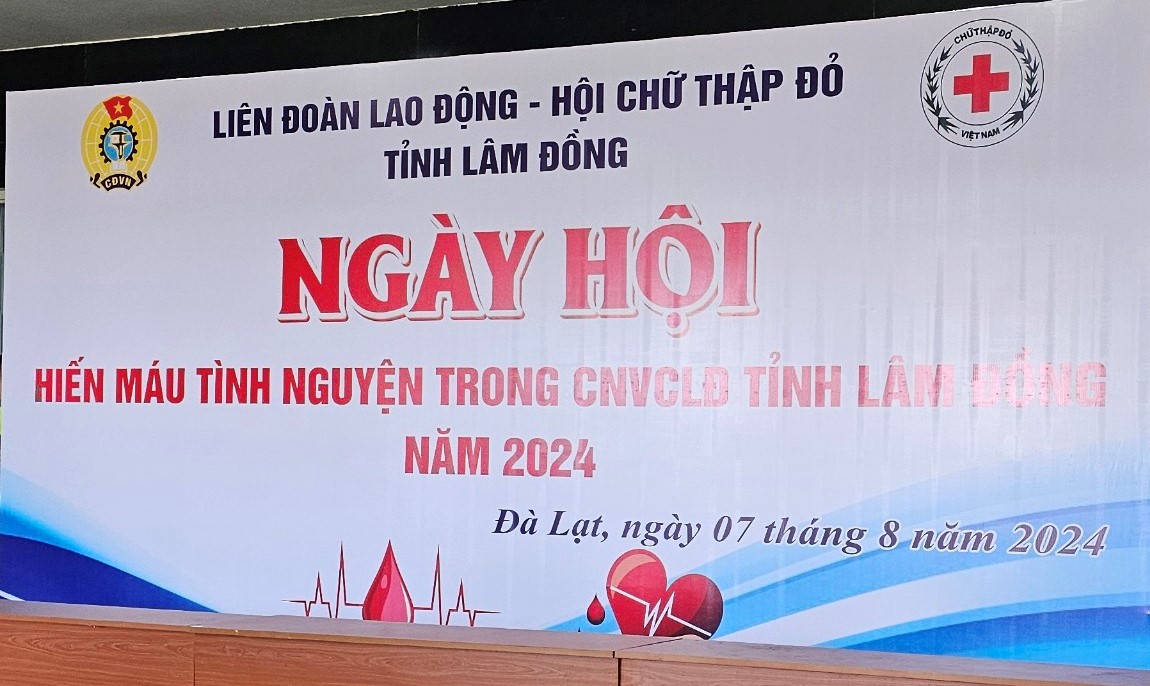 LIÊN ĐOÀN LAO ĐỘNG - HỘI CHỮ THẬP ĐỎ
TỈNH LÂM ĐỒNG
CĐVN
CHỮ THẬP ĐỎ
VIỆT NAM
NGÀY HỘI
HIẾN MÁU TÌNH NGUYỆN TRONG CNVCLĐ TỈNH LÂM ĐỒNG
NĂM 2024
Đà Lạt, ngày 07 tháng 8 năm 2024